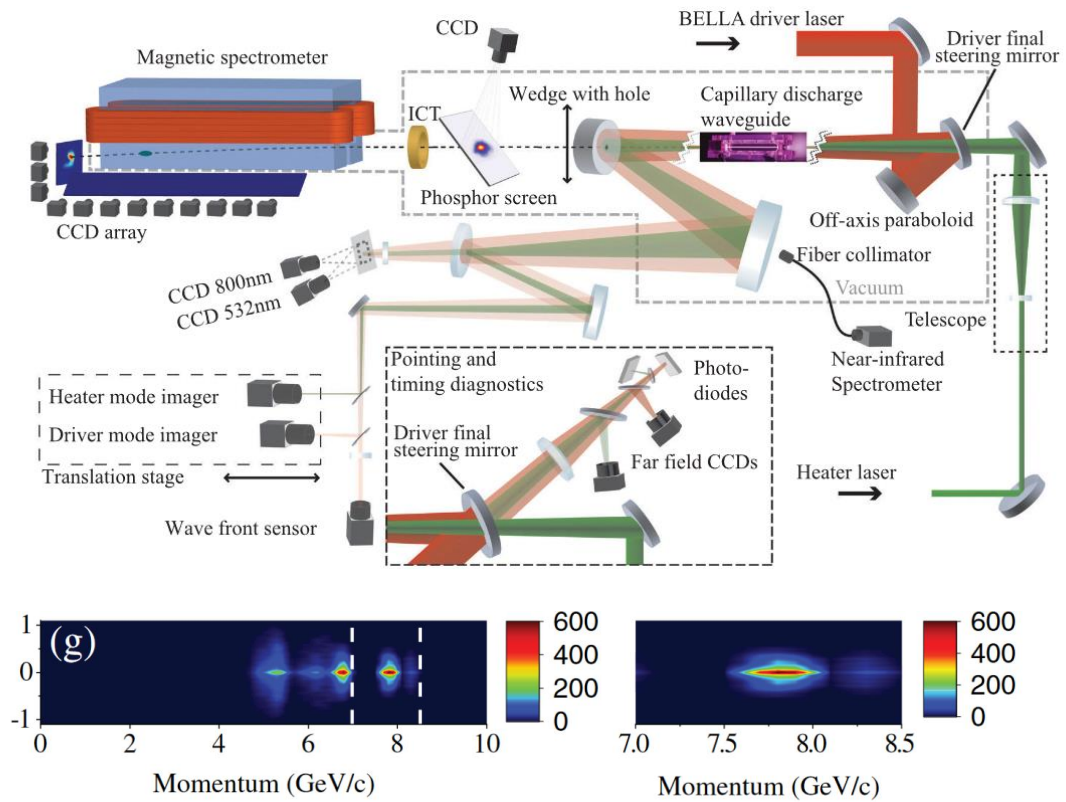 CCD
BELLA driver laser
Driver final
steering mirror
Magnetic spectrometer
ICT
Wedge with hole
Capillary discharge
waveguide
Phosphor screen
Off-axis paraboloid
CCD array
Fiber collimator
CCD 800nm
CCD 532nm
Vacuum
Telescope
Near-infrared
Spectrometer
Pointing and
timing diagnostics
Photo-
diodes
Heater mode imager
Driver mode imager
Driver final
steering mirror
Far field CCDs
Translation stage
Heater laser
Wave front sensor
(g)
1
0
-1
0 2 4 6 8 10
Momentum (GeV/c)
600
400
200
0
7.0 7.5 8.0 8.5
Momentum (GeV/c)
600
400
200
0